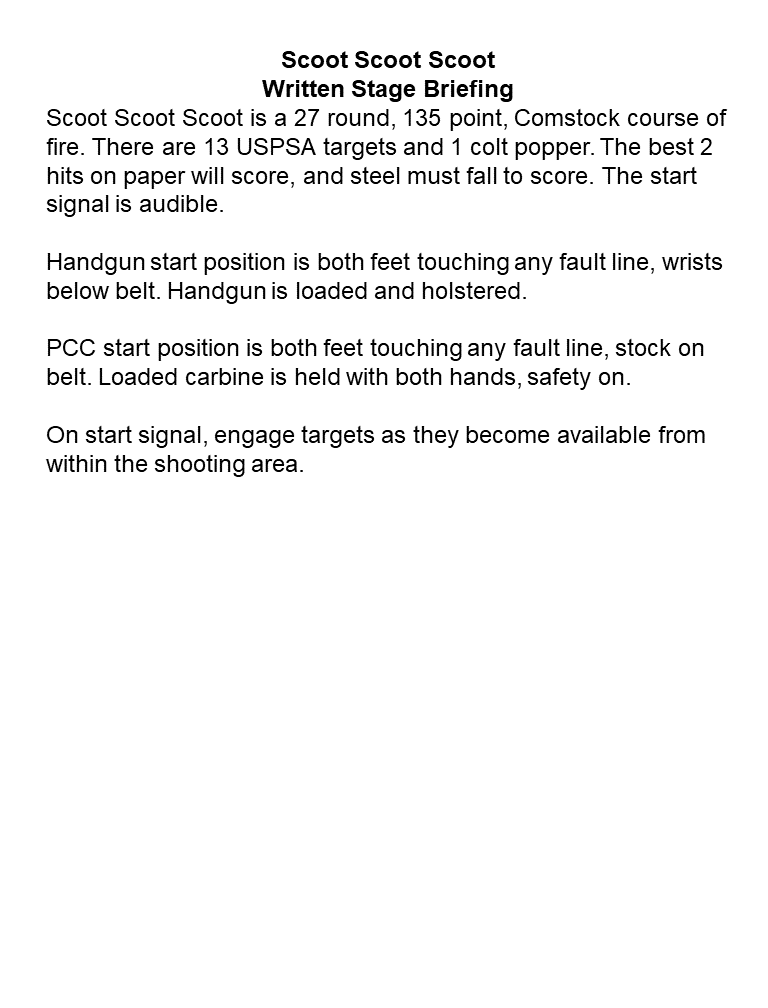 Scoot Scoot Scoot
Written Stage Briefing
Scoot Scoot Scoot is a 27 round, 135 point, Comstock course of
fire. There are 13 USPSA targets and 1 colt popper. The best 2
hits on paper will score, and steel must fall to score. The start
signal is audible.
Handgun start position is both feet touching any fault line, wrists
below belt. Handgun is loaded and holstered.
PCC start position is both feet touching any fault line, stock on
belt. Loaded carbine is held with both hands, safety on.
On start signal, engage targets as they become available from
within the shooting area.